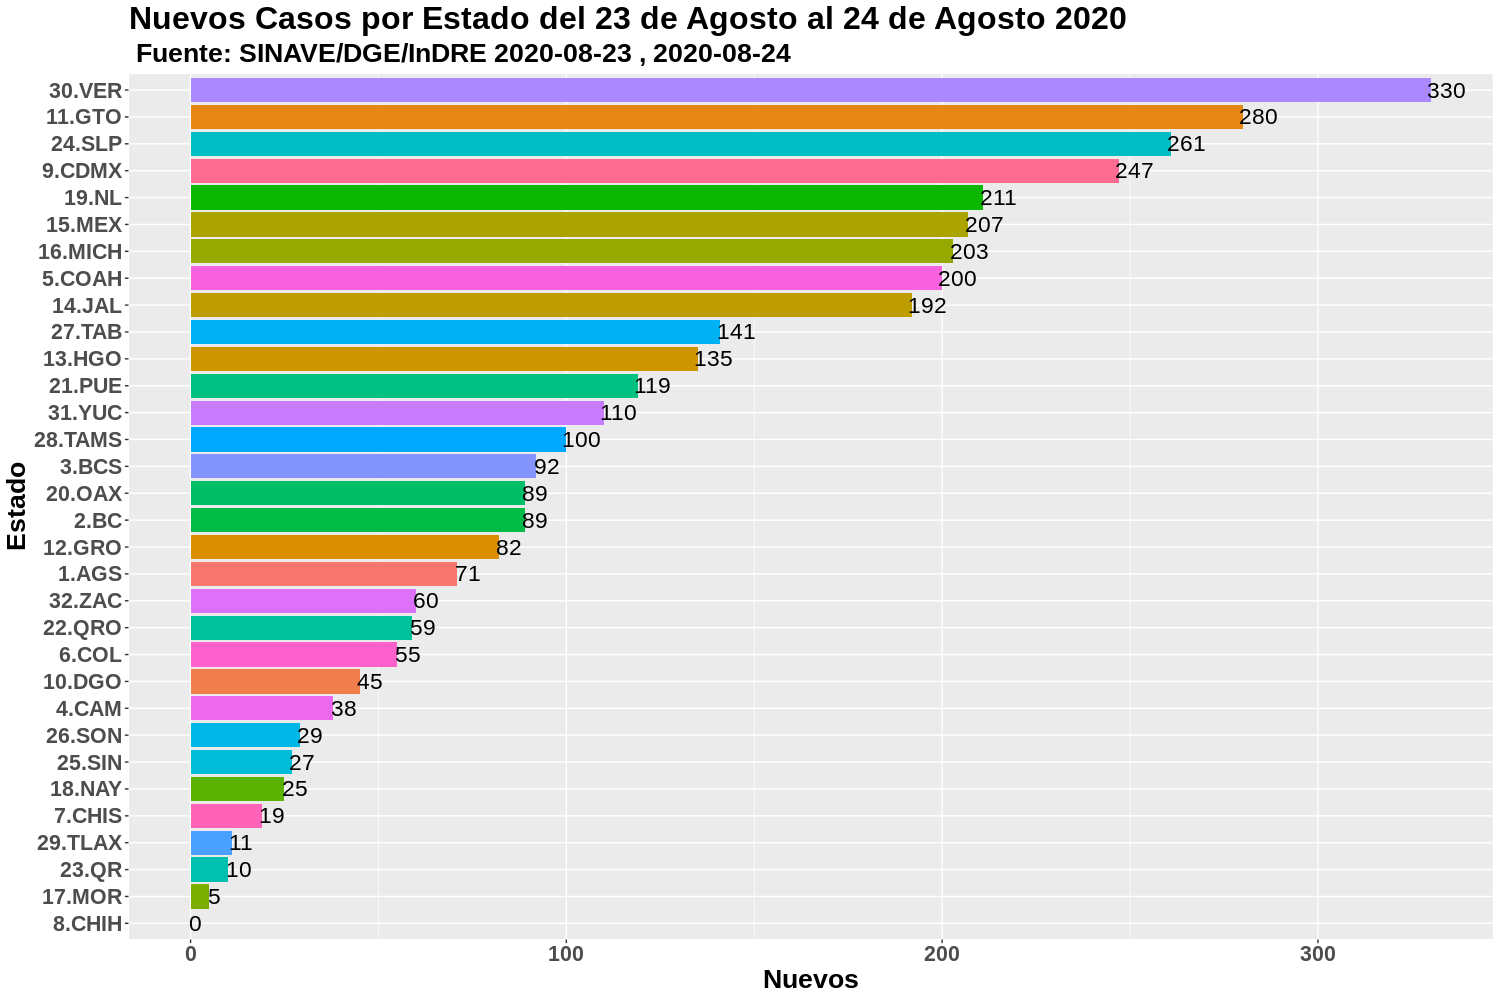 Nuevos Casos por Estado del 23 de Agosto al 24 de Agosto 2020
Fuente: SINAVE/DGE/InDRE 2020-08-23 , 2020-08-24
Estado
30.VER 330
11.GTO 280
24.SLP 261
9.CDMX 247
19.NL 211
15.MEX 207
16.MICH 203
5.COAH 200
14.JAL 192
27.TAB 141
13.HGO 135
21.PUE 119
31.YUC 110
28.TAMS 100
3.BCS 92
20.OAX 89
2.BC 89
12.GRO 82
1.AGS 71
32.ZAC 60
22.QRO 59
6.COL 55
10.DGO 45
4.CAM 38
26.SON 29
25.SIN 27
18.NAY 25
7.CHIS 19
29.TLAX 11
23.QR 10
17.MOR 5
8.CHIH 0
0 100 200 300
Nuevos